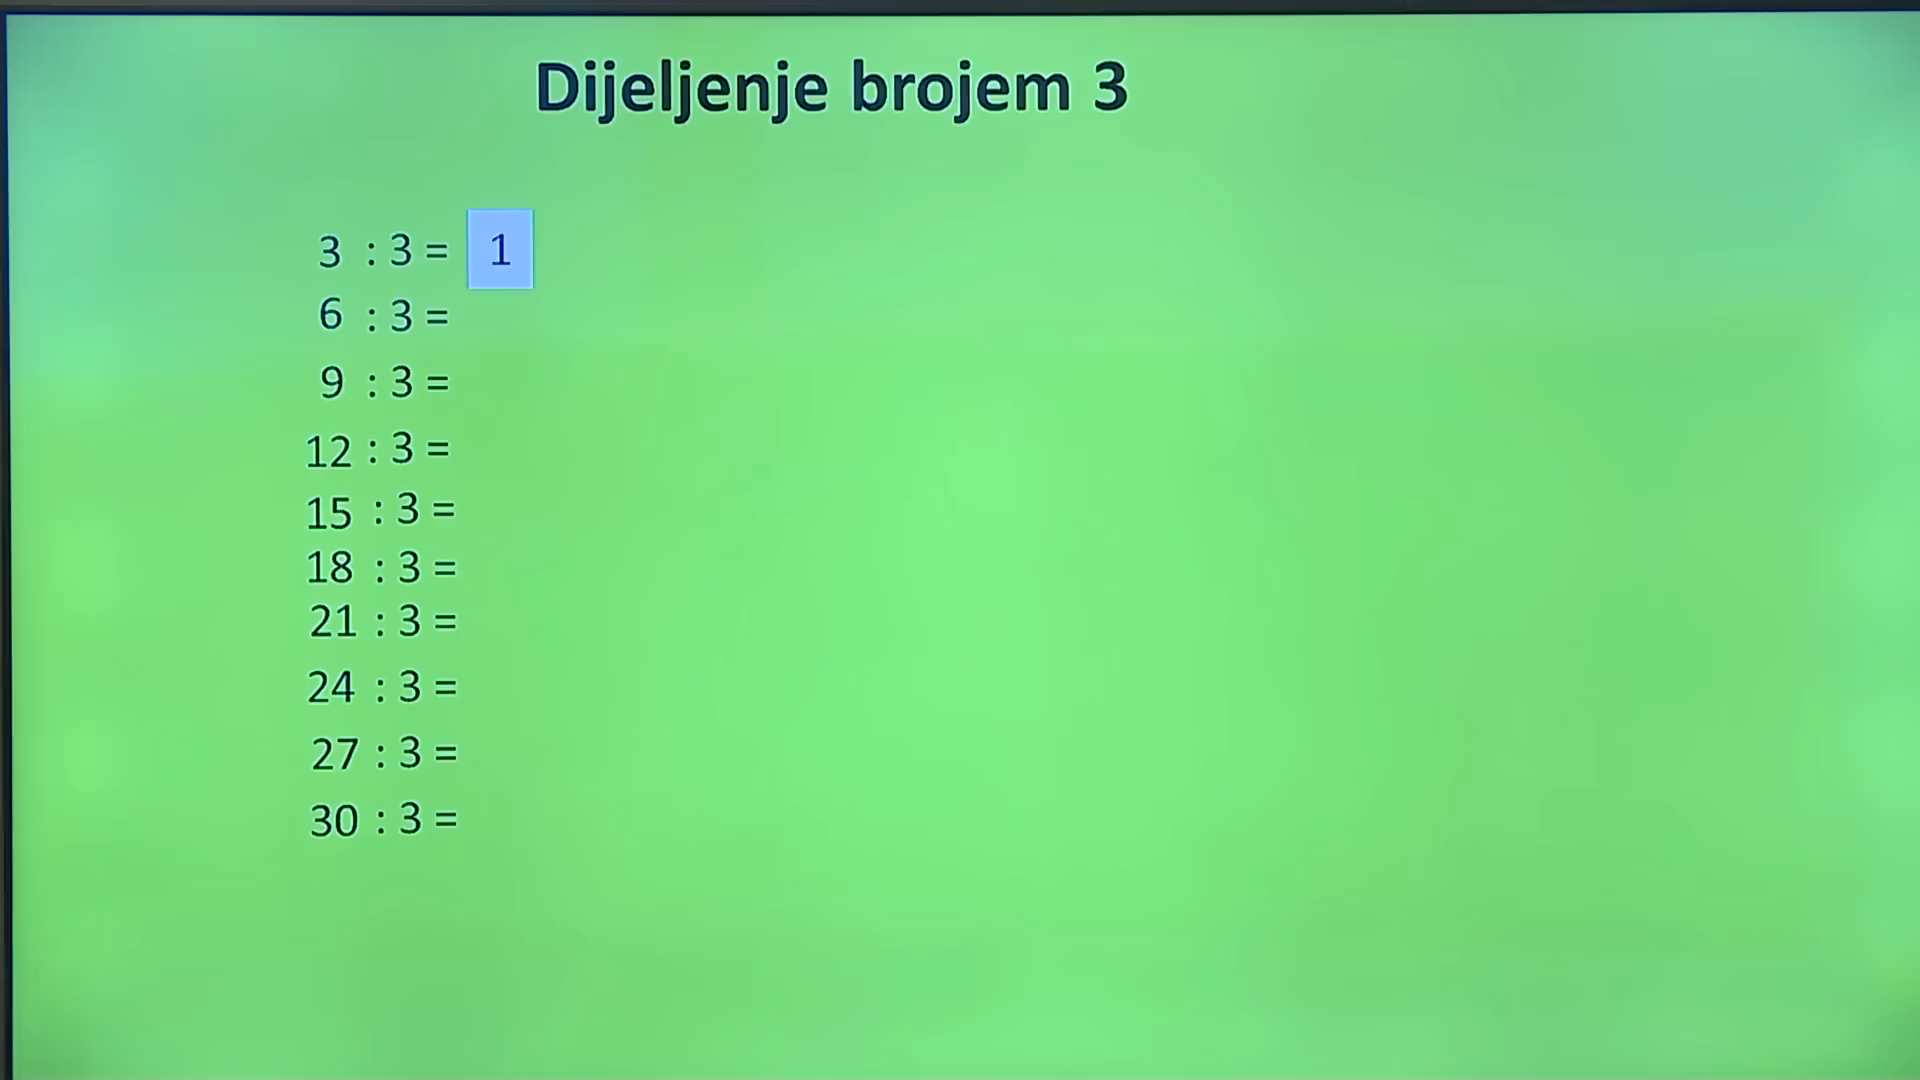 Dijeljenje brojem 3
3 : 3 = 1
6 : 3 =
9 : 3 =
12 : 3 =
15 : 3 =
18 : 3 =
21 : 3 =
24 : 3 =
27 : 3 =
30 : 3 =